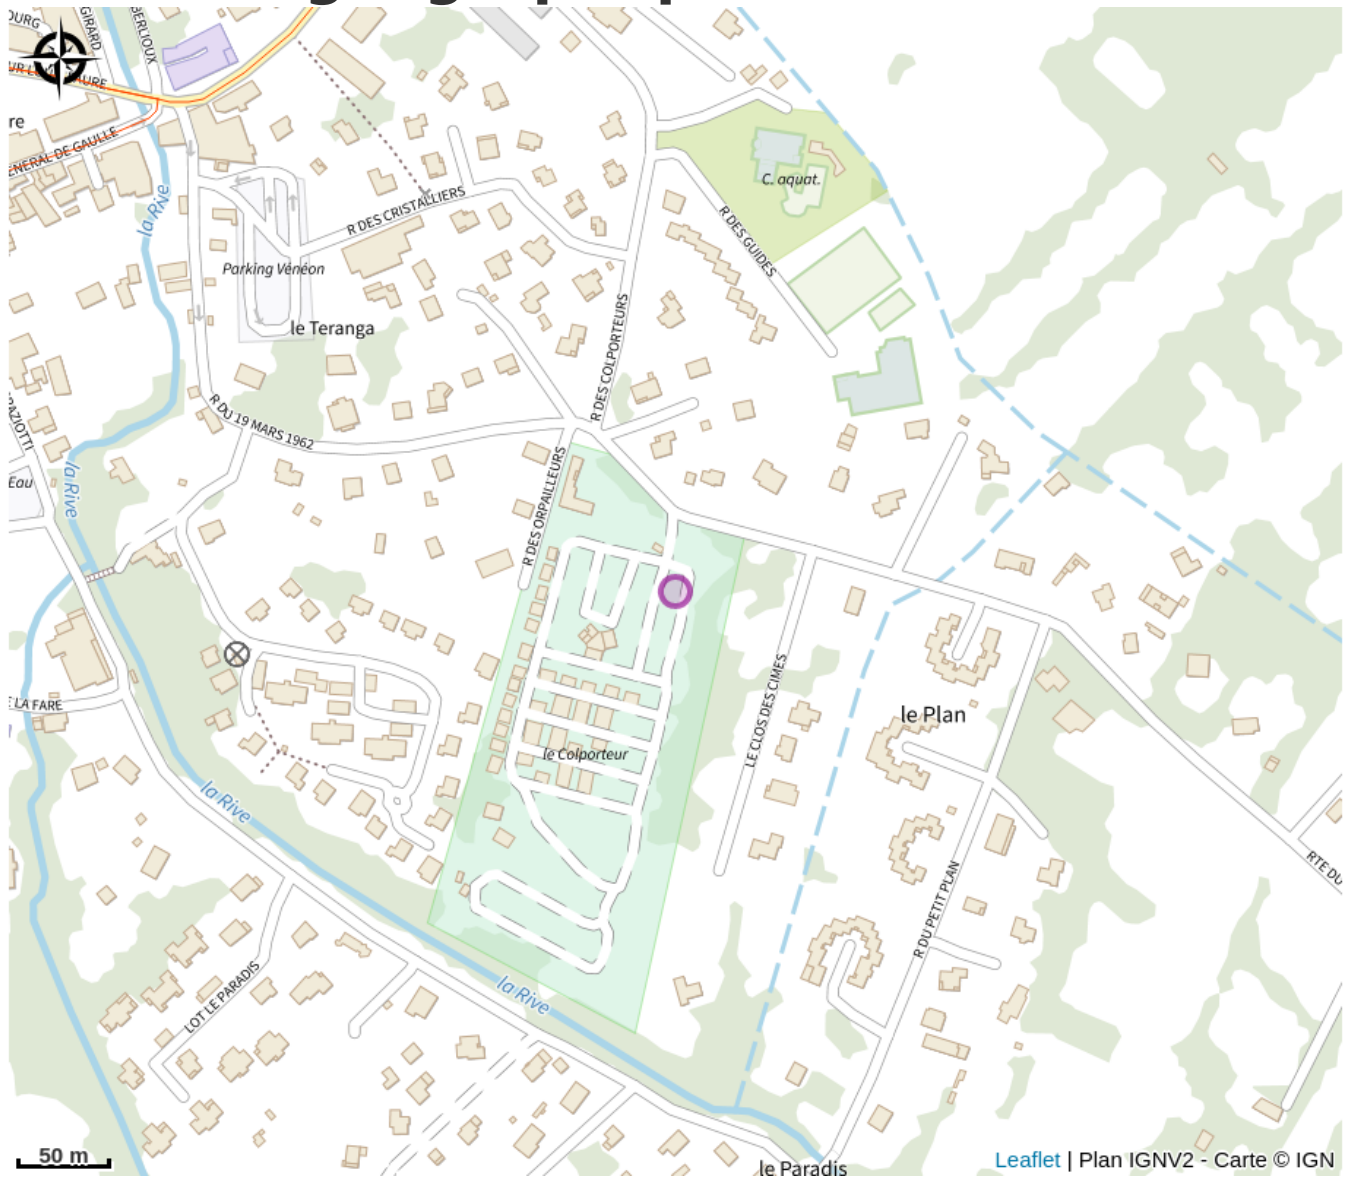 GIRARD
BERLIOUX
GENERAL DE GAULLE
la Rive
R DES CRISTALLIERS
C. aquat.
R DES GUIDES
Parking Vénéon
le Teranga
R DES COLPORTEURS
R DU 19 MARS 1962
la Rive
Eau
R DES ORPAILLEURS
E LA FARE
LE CLOS DES CIMES
le Plan
le Colporteur
la Rive
RTE DU
R DU PETIT PLAN
la Rive
LOT LE PARADIS
50 m
le Paradis
Leaflet | Plan IGNV2 - Carte © IGN